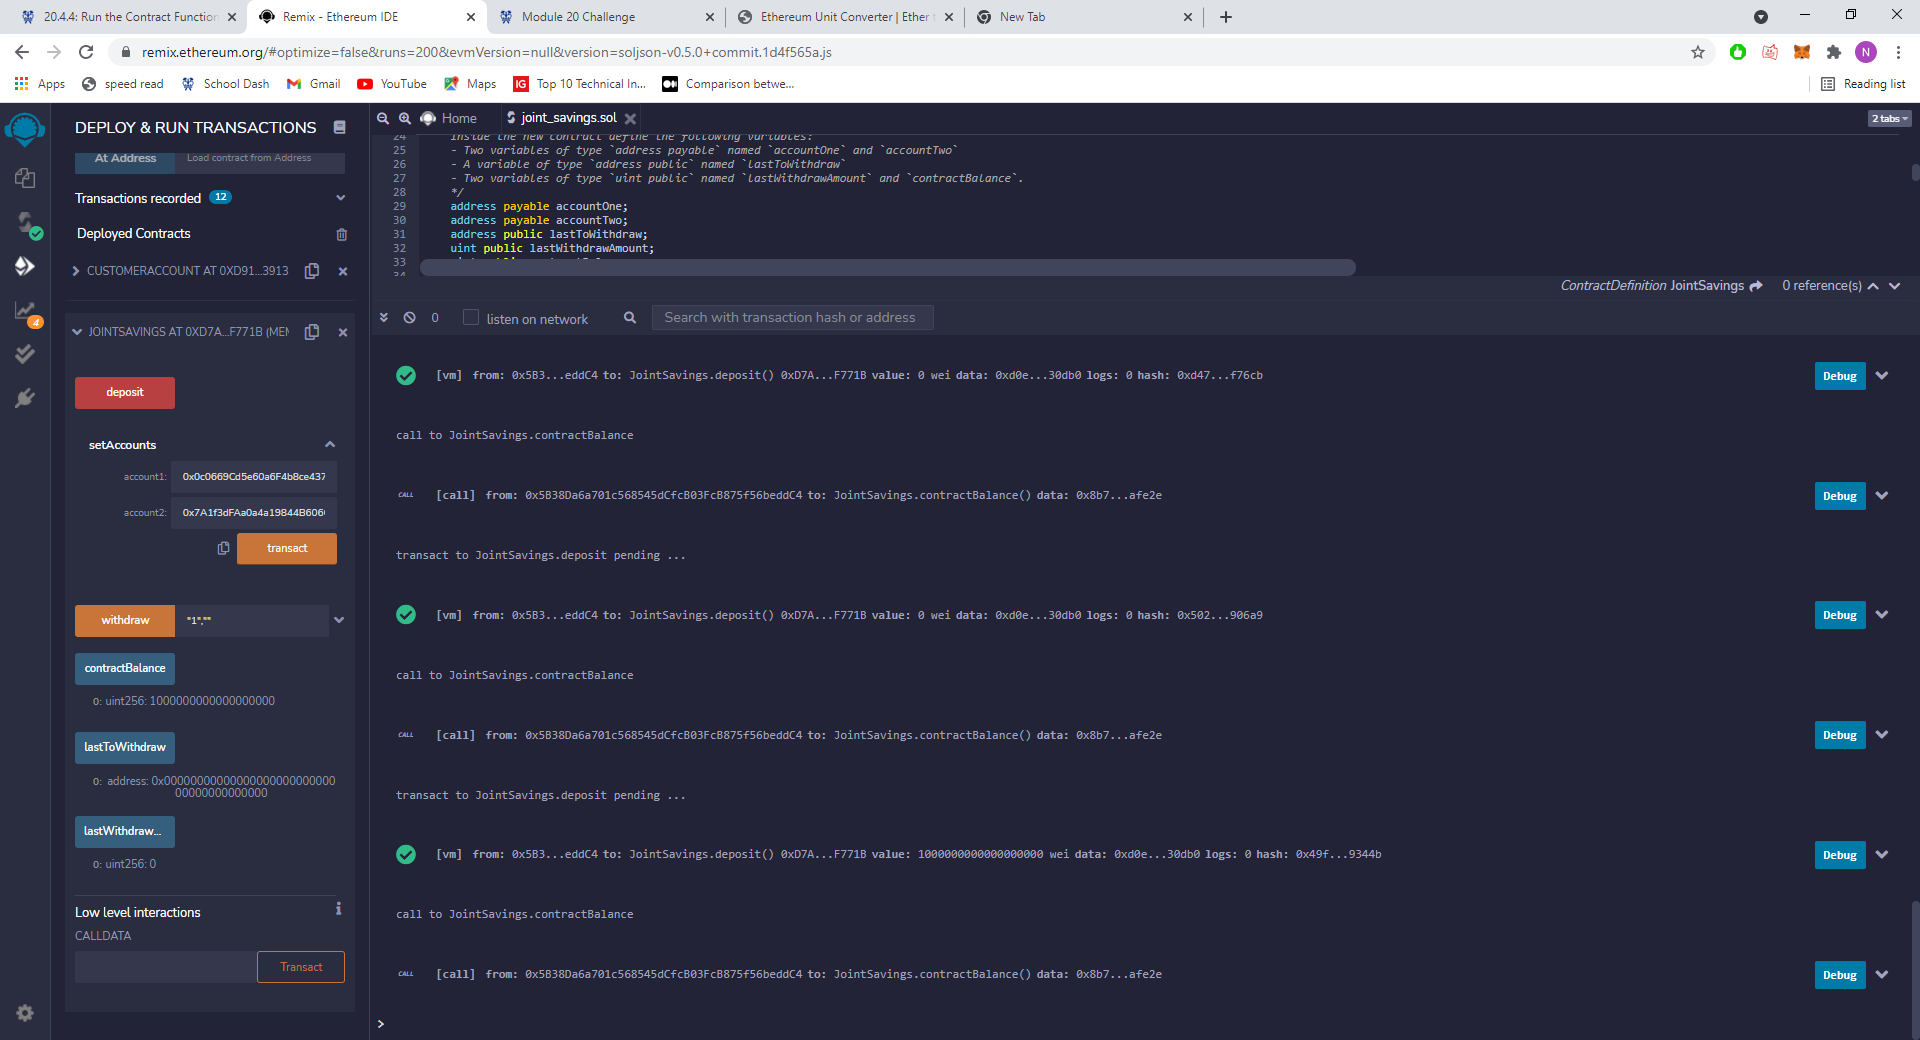 20.4.4: Run the Contract Function
Remix - Ethereum IDE
Module 20 Challenge
Ethereum Unit Converter | Ether t
New Tab
remix.ethereum.org/#optimize=false&runs=200&evmVersion=null&version=soljson-v0.5.0+commit.1d4f565a.js
N
Apps
speed read
School Dash
Gmail
YouTube
Maps
IG
Top 10 Technical In...
Comparison betwe...
Reading list
DEPLOY & RUN TRANSACTIONS
Home
joint_savings.sol
2 tabs
At Address
Load contract from Address
Transactions recorded 12
Deployed Contracts
CUSTOMERACCOUNT AT 0XD91...3913
4
JOINTSAVINGS AT 0XD7A...F771B (MEM
deposit
setAccounts
account1: 0x0c0669Cd5e60a6F4b8ce437
account2: 0x7A1f3dFAa0a4a19844B606
transact
withdraw "1",""
contractBalance
0: uint256: 1000000000000000000
lastToWithdraw
0: address: 0x00000000000000000000000000
00000000000000
lastWithdraw...
0: uint256: 0
Low level interactions
i
CALLDATA
Transact
24 Inside the new contract define the following variables:
25 - Two variables of type `address payable` named `accountOne` and `accountTwo`
26 - A variable of type `address public` named `lastToWithdraw`
27 - Two variables of type `uint public` named `lastWithdrawAmount` and `contractBalance`.
28 */
29 address payable accountOne;
30 address payable accountTwo;
31 address public lastToWithdraw;
32 uint public lastWithdrawAmount;
33
34
ContractDefinition JointSavings 0 reference(s)
0 listen on network Search with transaction hash or address
[vm] from: 0x5B3...eddC4 to: JointSavings.deposit() 0xD7A...F771B value: 0 wei data: 0xd0e...30db0 logs: 0 hash: 0xd47...f76cb Debug
call to JointSavings.contractBalance
CALL [call] from: 0x5B38Da6a701c568545dCfcB03FcB875f56beddC4 to: JointSavings.contractBalance() data: 0x8b7...afe2e Debug
transact to JointSavings.deposit pending ...
[vm] from: 0x5B3...eddC4 to: JointSavings.deposit() 0xD7A...F771B value: 0 wei data: 0xd0e...30db0 logs: 0 hash: 0x502...906a9 Debug
call to JointSavings.contractBalance
CALL [call] from: 0x5B38Da6a701c568545dCfcB03FcB875f56beddC4 to: JointSavings.contractBalance() data: 0x8b7...afe2e Debug
transact to JointSavings.deposit pending ...
[vm] from: 0x5B3...eddC4 to: JointSavings.deposit() 0xD7A...F771B value: 1000000000000000000 wei data: 0xd0e...30db0 logs: 0 hash: 0x49f...9344b Debug
call to JointSavings.contractBalance
CALL [call] from: 0x5B38Da6a701c568545dCfcB03FcB875f56beddC4 to: JointSavings.contractBalance() data: 0x8b7...afe2e Debug
>